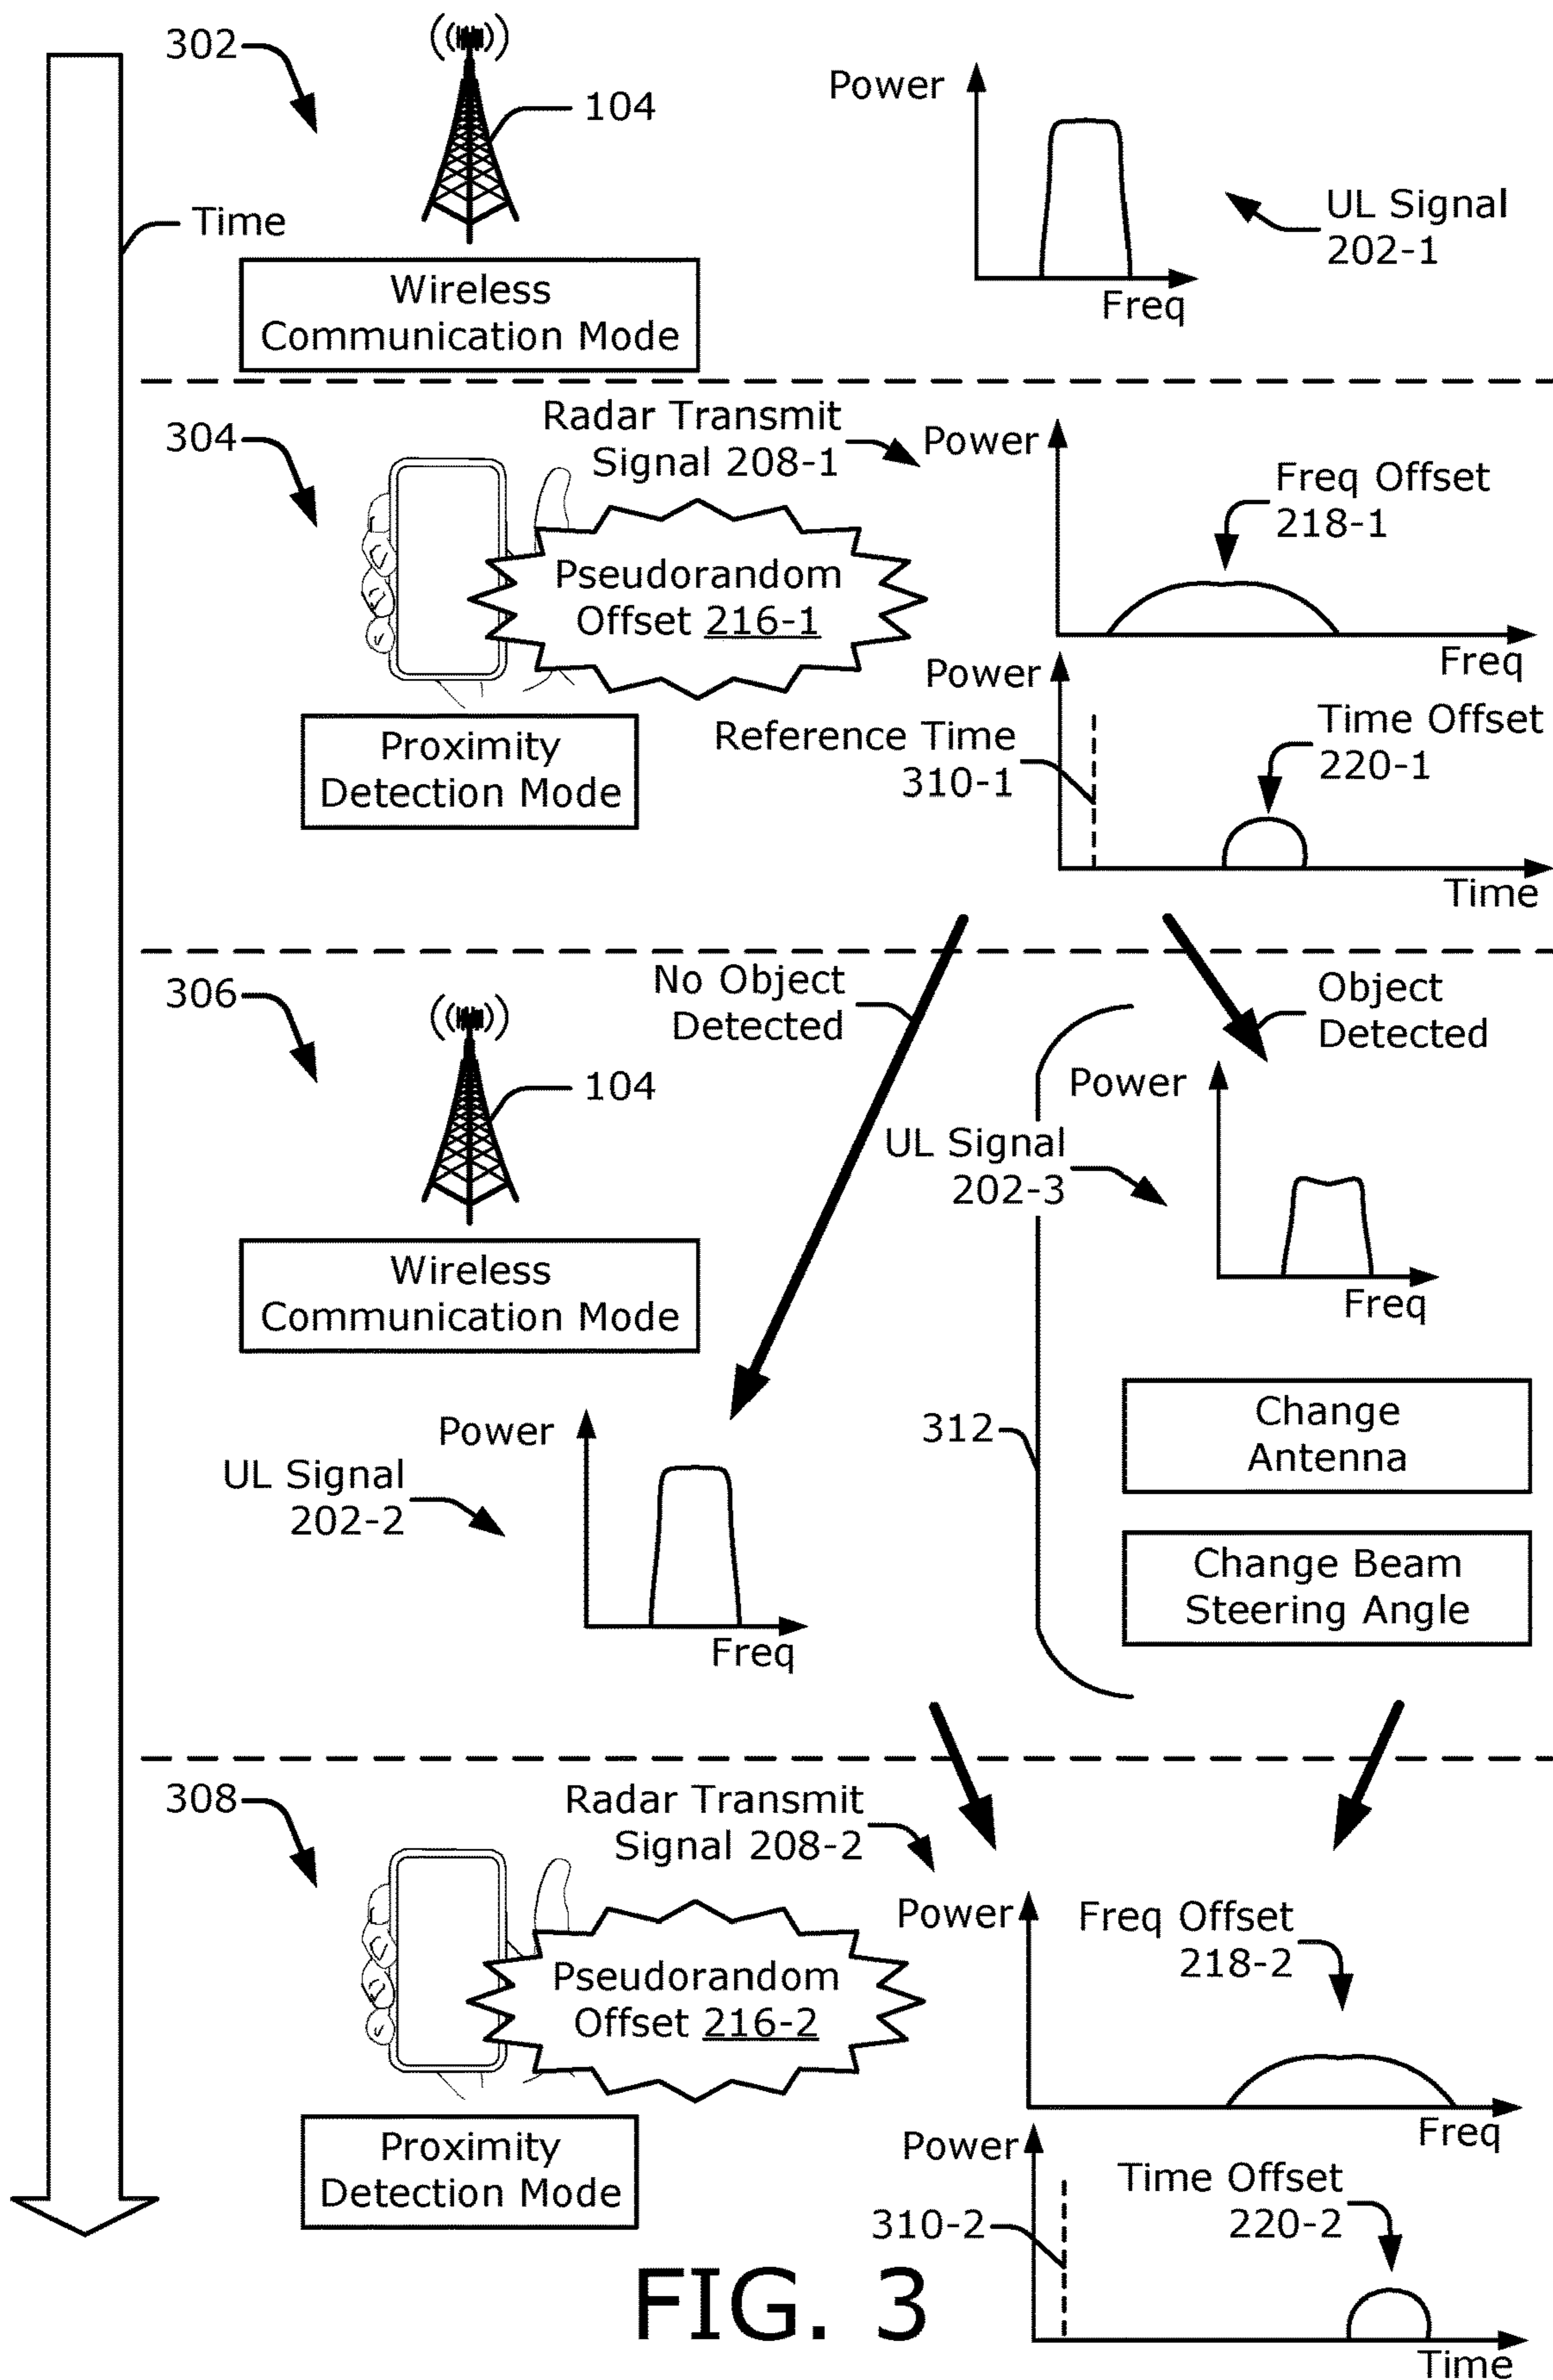 302
104
Time
Wireless
Communication Mode
Power
Freq
UL Signal
202-1
304
Radar Transmit
Signal 208-1
Pseudorandom
Offset 216-1
Proximity
Detection Mode
Power
Freq Offset
218-1
Freq
Power
Reference Time
310-1
Time Offset
220-1
Time
306
104
Wireless
Communication Mode
No Object
Detected
Object
Detected
Power
UL Signal
202-3
Freq
312
Change
Antenna
Change Beam
Steering Angle
Power
UL Signal
202-2
Freq
308
Radar Transmit
Signal 208-2
Pseudorandom
Offset 216-2
Proximity
Detection Mode
Power
Freq Offset
218-2
Freq
Power
310-2
Time Offset
220-2
Time
FIG. 3